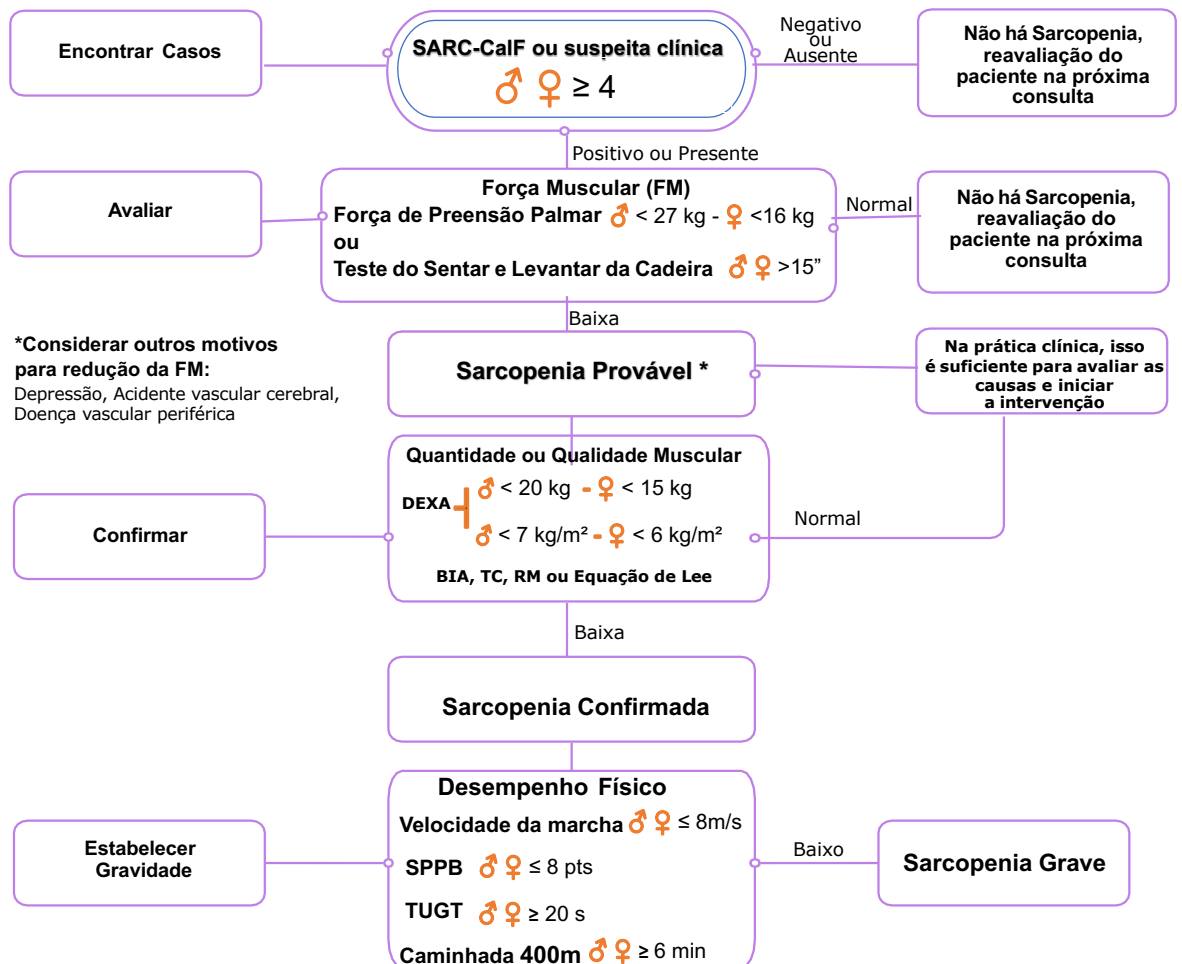 Encontrar Casos
SARC-CalF ou suspeita clínica
♂ ♀ ≥ 4
Negativo
ou
Ausente
Não há Sarcopenia,
reavaliação do
paciente na próxima
consulta
Positivo ou Presente
Avaliar
Força Muscular (FM)
Força de Preensão Palmar ♂ < 27 kg - ♀ <16 kg
ou
Teste do Sentar e Levantar da Cadeira ♂ ♀ >15”
Normal
Não há Sarcopenia,
reavaliação do
paciente na próxima
consulta
Baixa
*Considerar outros motivos
para redução da FM:
Depressão, Acidente vascular cerebral,
Doença vascular periférica
Sarcopenia Provável *
Na prática clínica, isso
é suficiente para avaliar as
causas e iniciar
a intervenção
Confirmar
Quantidade ou Qualidade Muscular
DEXA
♂ < 20 kg - ♀ < 15 kg
♂ < 7 kg/m² - ♀ < 6 kg/m²
BIA, TC, RM ou Equação de Lee
Normal
Baixa
Sarcopenia Confirmada
Estabelecer
Gravidade
Desempenho Físico
Velocidade da marcha ♂ ♀ ≤ 8m/s
SPPB ♂ ♀ ≤ 8 pts
TUGT ♂ ♀ ≥ 20 s
Caminhada 400m ♂ ♀ ≥ 6 min
Baixo
Sarcopenia Grave